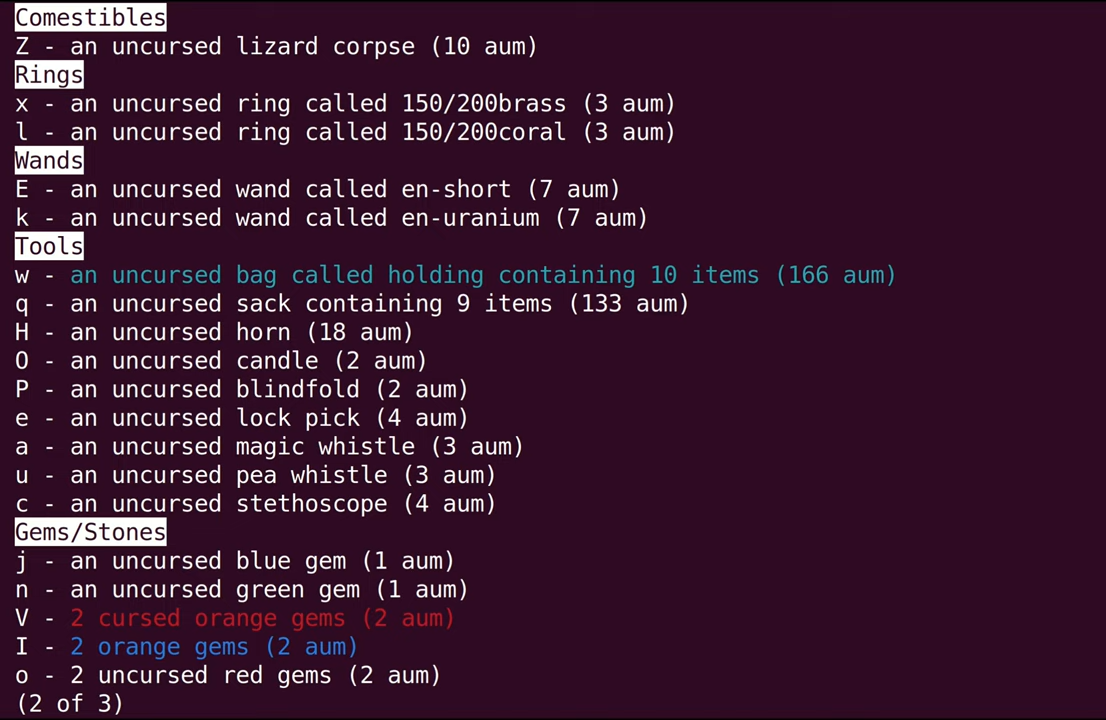 Comestibles
Z - an uncursed lizard corpse (10 aum)
Rings
x - an uncursed ring called 150/200brass (3 aum)
l - an uncursed ring called 150/200coral (3 aum)
Wands
E - an uncursed wand called en-short (7 aum)
k - an uncursed wand called en-uranium (7 aum)
Tools
w - an uncursed bag called holding containing 10 items (166 aum)
q - an uncursed sack containing 9 items (133 aum)
H - an uncursed horn (18 aum)
O - an uncursed candle (2 aum)
P - an uncursed blindfold (2 aum)
e - an uncursed lock pick (4 aum)
a - an uncursed magic whistle (3 aum)
u - an uncursed pea whistle (3 aum)
c - an uncursed stethoscope (4 aum)
Gems/Stones
j - an uncursed blue gem (1 aum)
n - an uncursed green gem (1 aum)
V - 2 cursed orange gems (2 aum)
I - 2 orange gems (2 aum)
o - 2 uncursed red gems (2 aum)
(2 of 3)